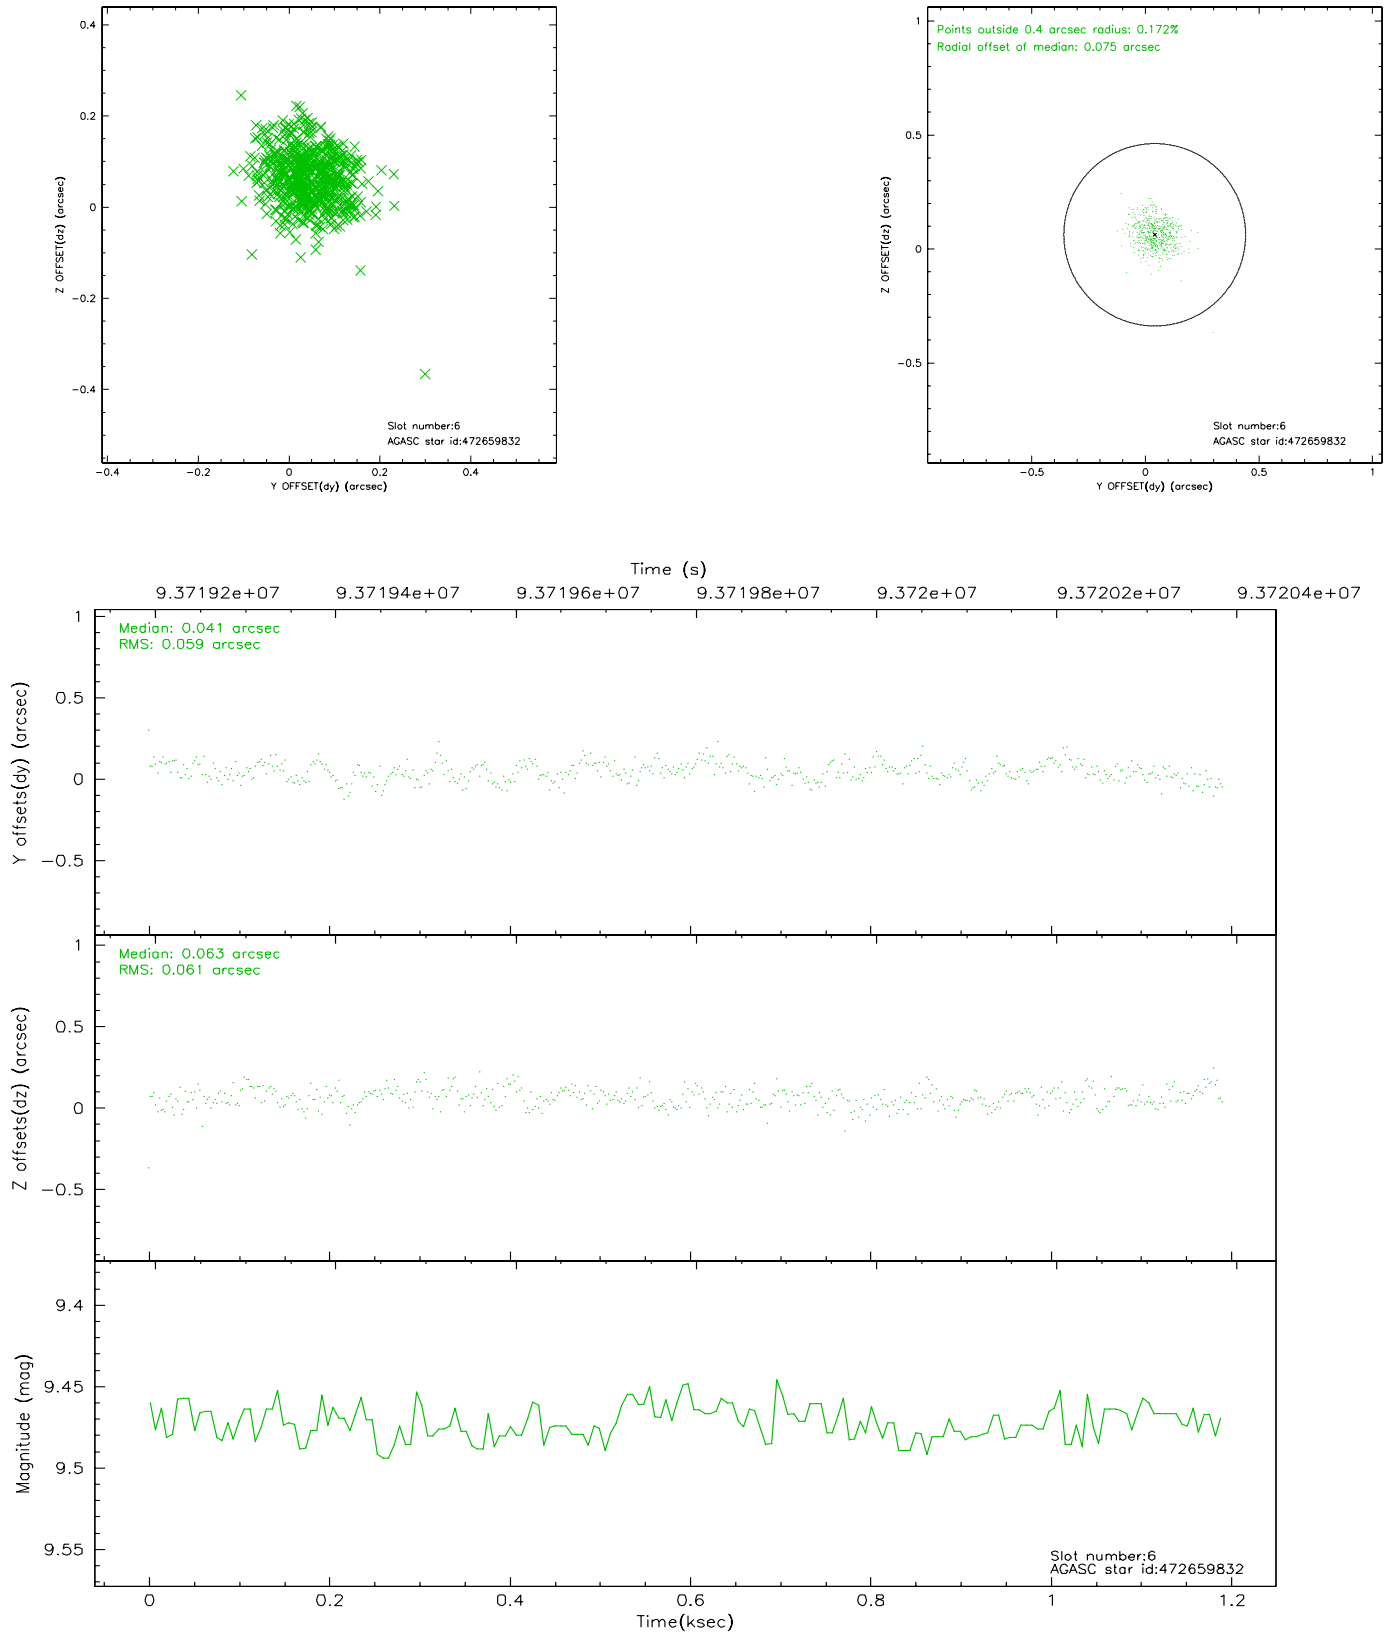 0.4
0.2
0
−0.2
−0.4
Z OFFSET(dz) (arcsec)
Slot number:6
AGASC star id:472659832
−0.4 −0.2 0 0.2 0.4
Y OFFSET(dy) (arcsec)
Points outside 0.4 arcsec radius: 0.172%
Radial offset of median: 0.075 arcsec
1
0.5
0
−0.5
Z OFFSET(dz) (arcsec)
Slot number:6
AGASC star id:472659832
−0.5 0 0.5 1
Y OFFSET(dy) (arcsec)
Time (s)
9.37192e+07 9.37194e+07 9.37196e+07 9.37198e+07 9.372e+07 9.37202e+07 9.37204e+07
Median: 0.041 arcsec
RMS: 0.059 arcsec
1
0.5
0
−0.5
Y offsets(dy) (arcsec)
Median: 0.063 arcsec
RMS: 0.061 arcsec
1
0.5
0
−0.5
Z offsets(dz) (arcsec)
9.4
9.45
9.5
9.55
Magnitude (mag)
Slot number:6
AGASC star id:472659832
0 0.2 0.4 0.6 0.8 1 1.2
Time(ksec)